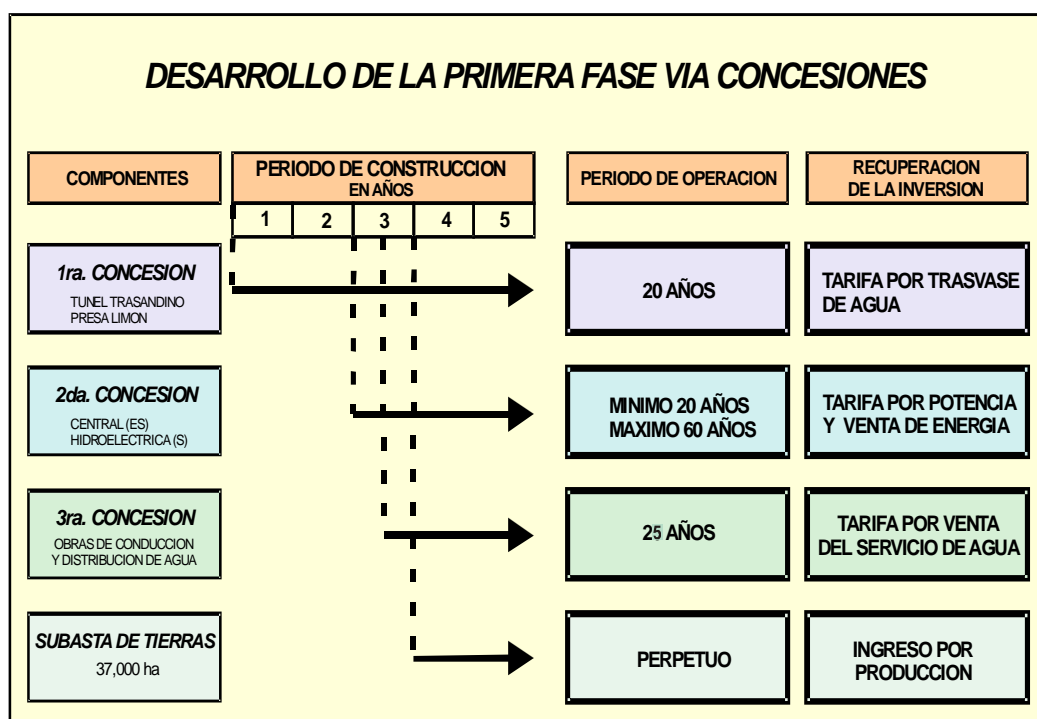 DESARROLLO DE LA PRIMERA FASE VIA CONCESIONES
COMPONENTES
PERIODO DE CONSTRUCCION
EN AÑOS
1 2 3 4 5
PERIODO DE OPERACION
RECUPERACION
DE LA INVERSION
1ra. CONCESION
TUNEL TRASANDINO
PRESA LIMON
20 AÑOS
TARIFA POR TRASVASE
DE AGUA
2da. CONCESION
CENTRAL (ES)
HIDROELECTRICA (S)
MINIMO 20 AÑOS
MAXIMO 60 AÑOS
TARIFA POR POTENCIA
Y VENTA DE ENERGIA
3ra. CONCESION
OBRAS DE CONDUCCION
Y DISTRIBUCION DE AGUA
25 AÑOS
TARIFA POR VENTA
DEL SERVICIO DE AGUA
SUBASTA DE TIERRAS
37,000 ha
PERPETUO
INGRESO POR
PRODUCCION